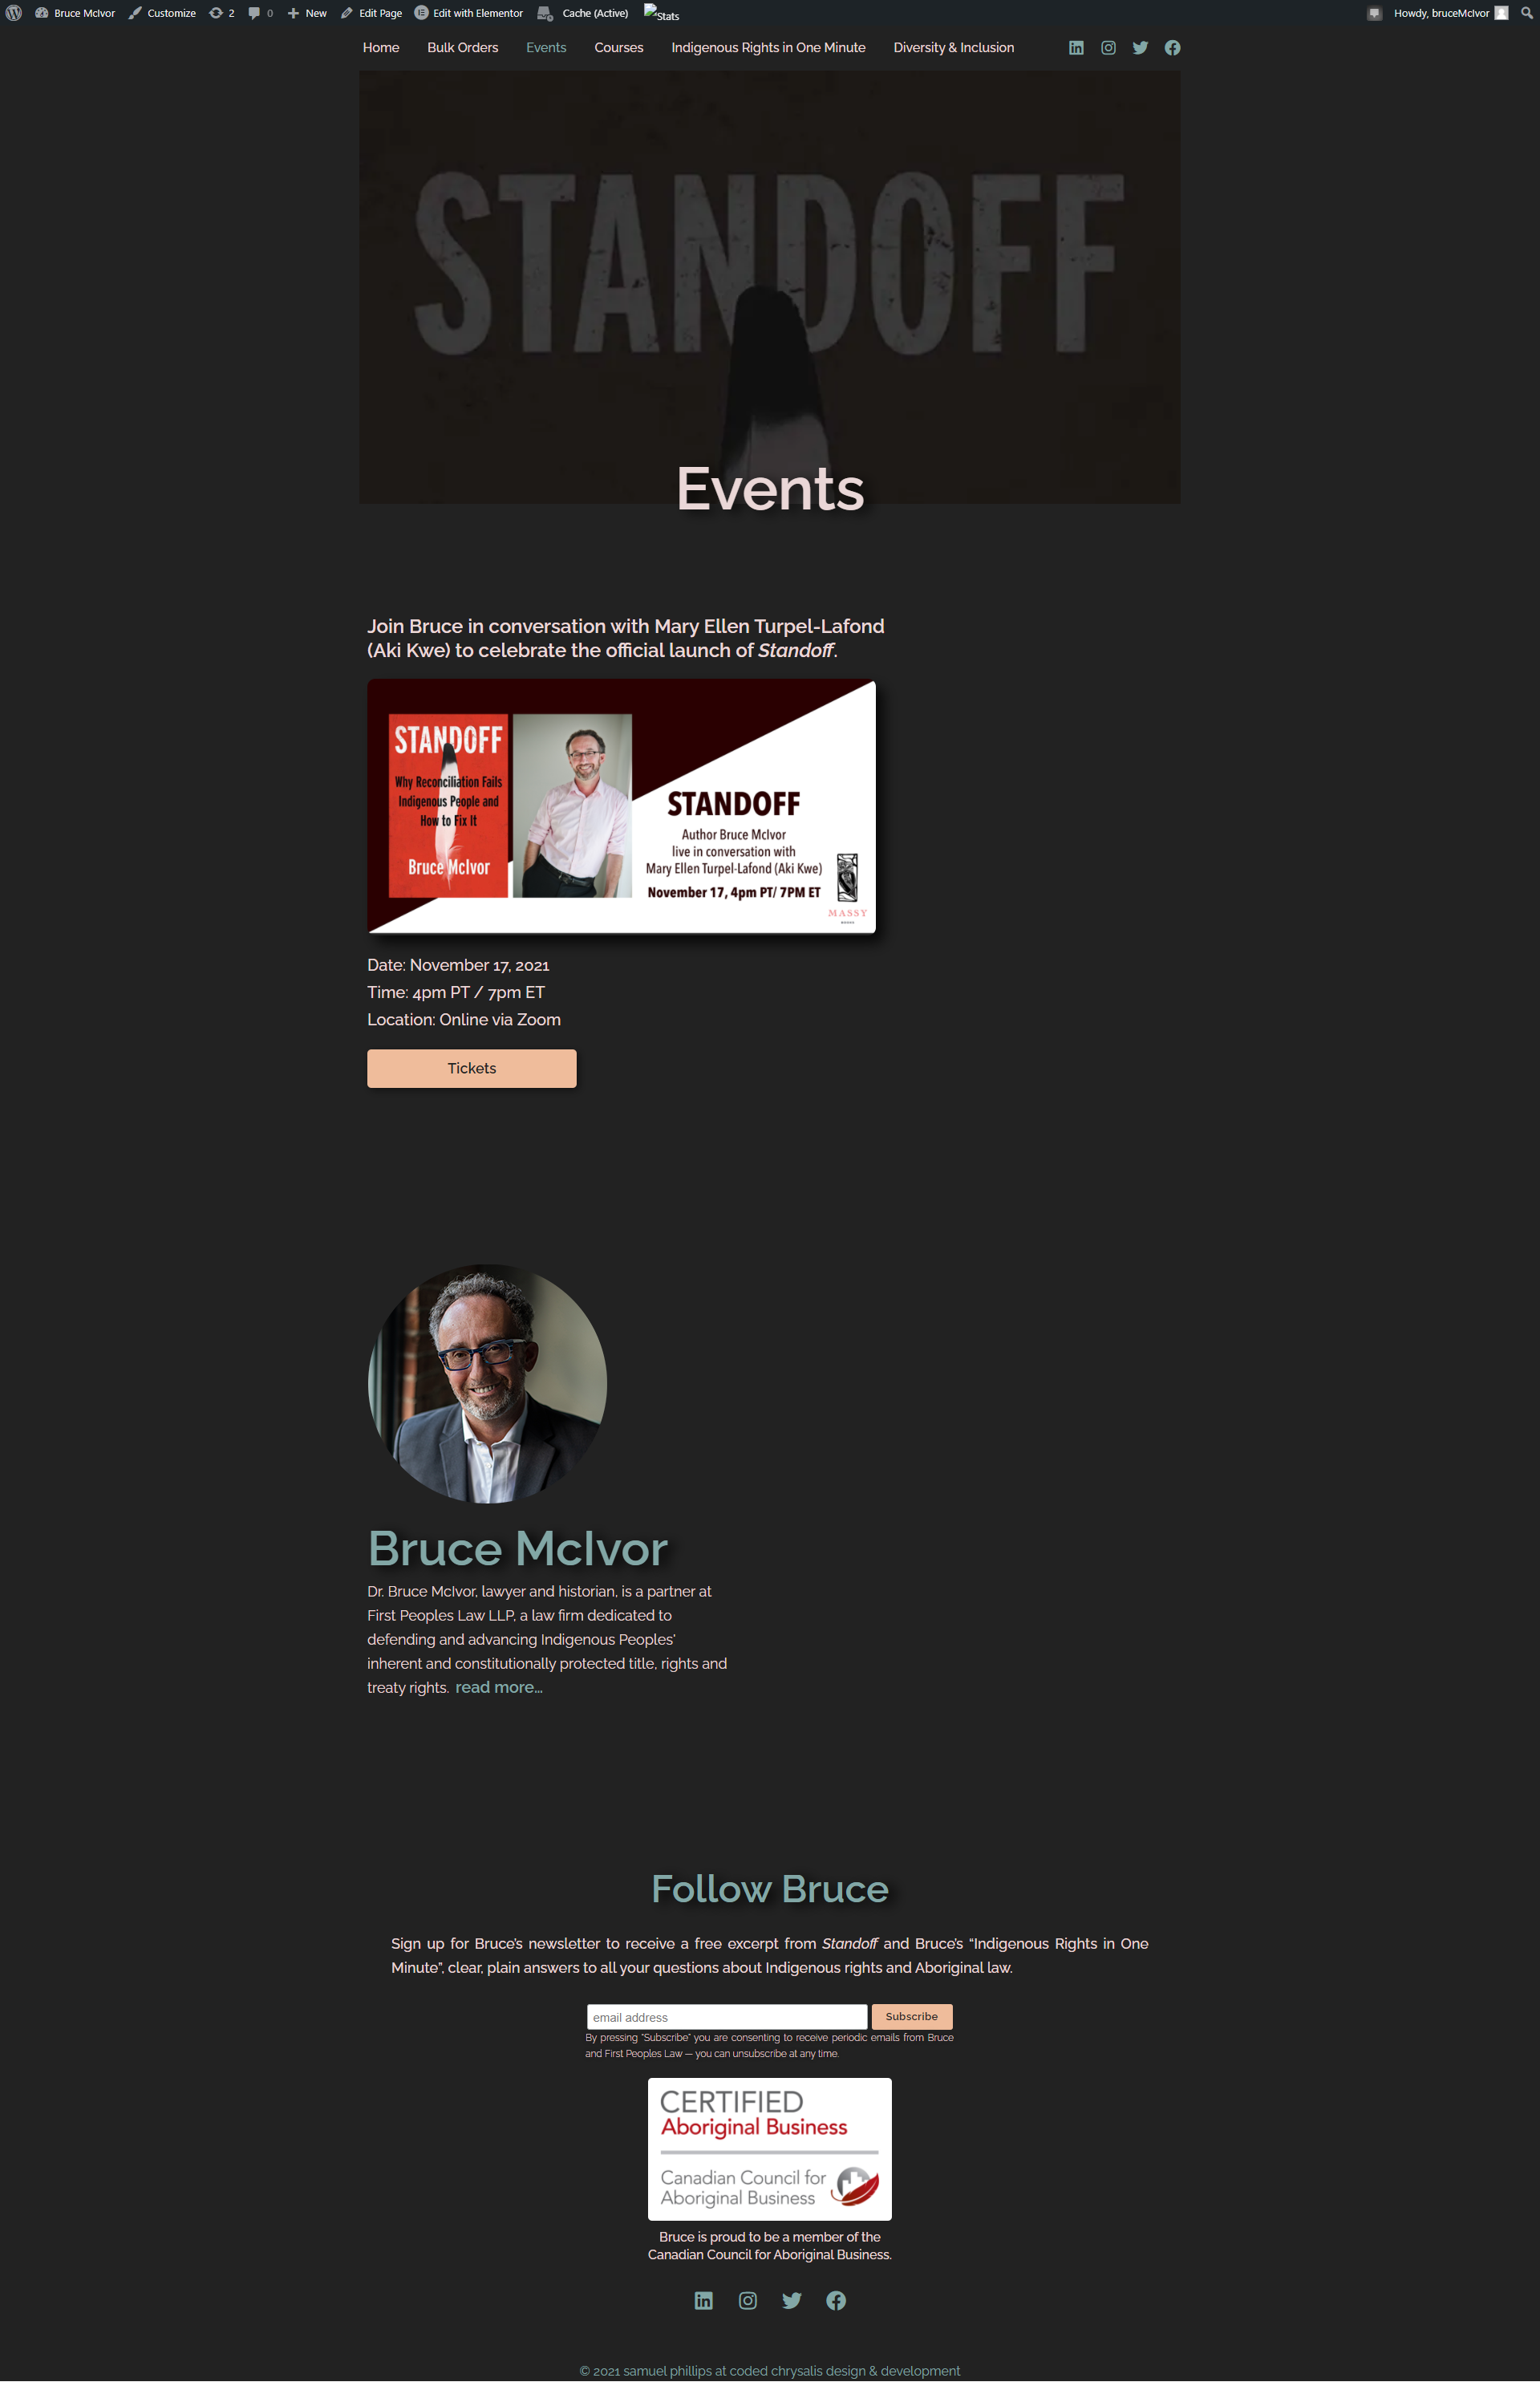 Bruce McIvor Customize 2 0 New Edit Page Edit with Elementor Cache (Active) Stats Howdy, bruceMcIvor
Home Bulk Orders Events Courses Indigenous Rights in One Minute Diversity & Inclusion
STANDOFF
Events
Join Bruce in conversation with Mary Ellen Turpel-Lafond
(Aki Kwe) to celebrate the official launch of Standoff.
STANDOFF
Why Reconciliation Fails
Indigenous People and
How to Fix It
Bruce McIvor
STANDOFF
Author Bruce McIvor
live in conversation with
Mary Ellen Turpel-Lafond (Aki Kwe)
November 17, 4pm PT/ 7PM ET
MASSY
BOOKS
Date: November 17, 2021
Time: 4pm PT / 7pm ET
Location: Online via Zoom
Tickets
Bruce McIvor
Dr. Bruce McIvor, lawyer and historian, is a partner at
First Peoples Law LLP, a law firm dedicated to
defending and advancing Indigenous Peoples'
inherent and constitutionally protected title, rights and
treaty rights. read more...
Follow Bruce
Sign up for Bruce's newsletter to receive a free excerpt from Standoff and Bruce's “Indigenous Rights in One
Minute”, clear, plain answers to all your questions about Indigenous rights and Aboriginal law.
email address Subscribe
By pressing "Subscribe" you are consenting to receive periodic emails from Bruce
and First Peoples Law — you can unsubscribe at any time.
CERTIFIED
Aboriginal Business
Canadian Council for
Aboriginal Business
Bruce is proud to be a member of the
Canadian Council for Aboriginal Business.
© 2021 samuel phillips at coded chrysalis design & development